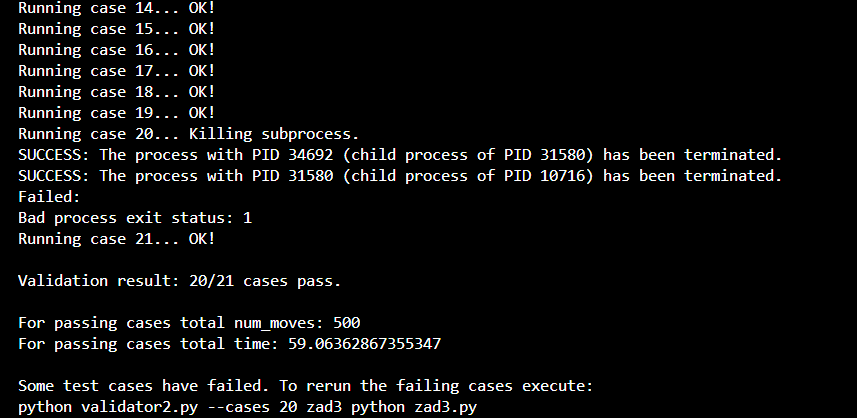 Running case 14... OK!
Running case 15... OK!
Running case 16... OK!
Running case 17... OK!
Running case 18... OK!
Running case 19... OK!
Running case 20... Killing subprocess.
SUCCESS: The process with PID 34692 (child process of PID 31580) has been terminated.
SUCCESS: The process with PID 31580 (child process of PID 10716) has been terminated.
Failed:
Bad process exit status: 1
Running case 21... OK!
Validation result: 20/21 cases pass.
For passing cases total num_moves: 500
For passing cases total time: 59.06362867355347
Some test cases have failed. To rerun the failing cases execute:
python validator2.py --cases 20 zad3 python zad3.py